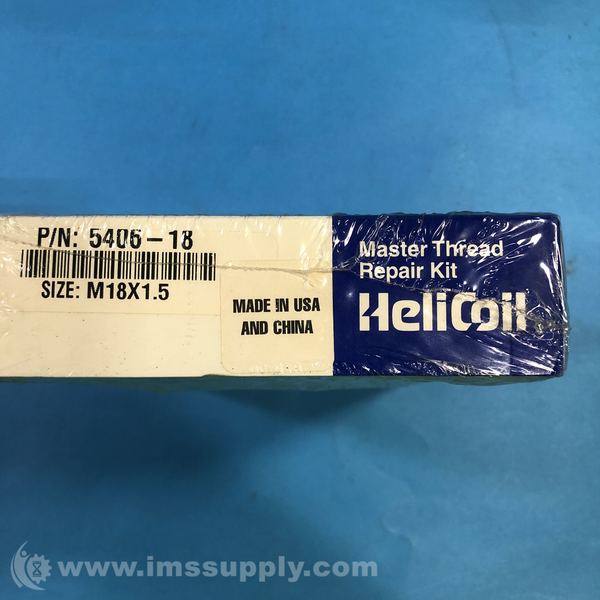 P/N: 5406-18
SIZE: M18X1.5
MADE IN USA
AND CHINA
Master Thread
Repair Kit
HeliCoil
www.imssupply.com